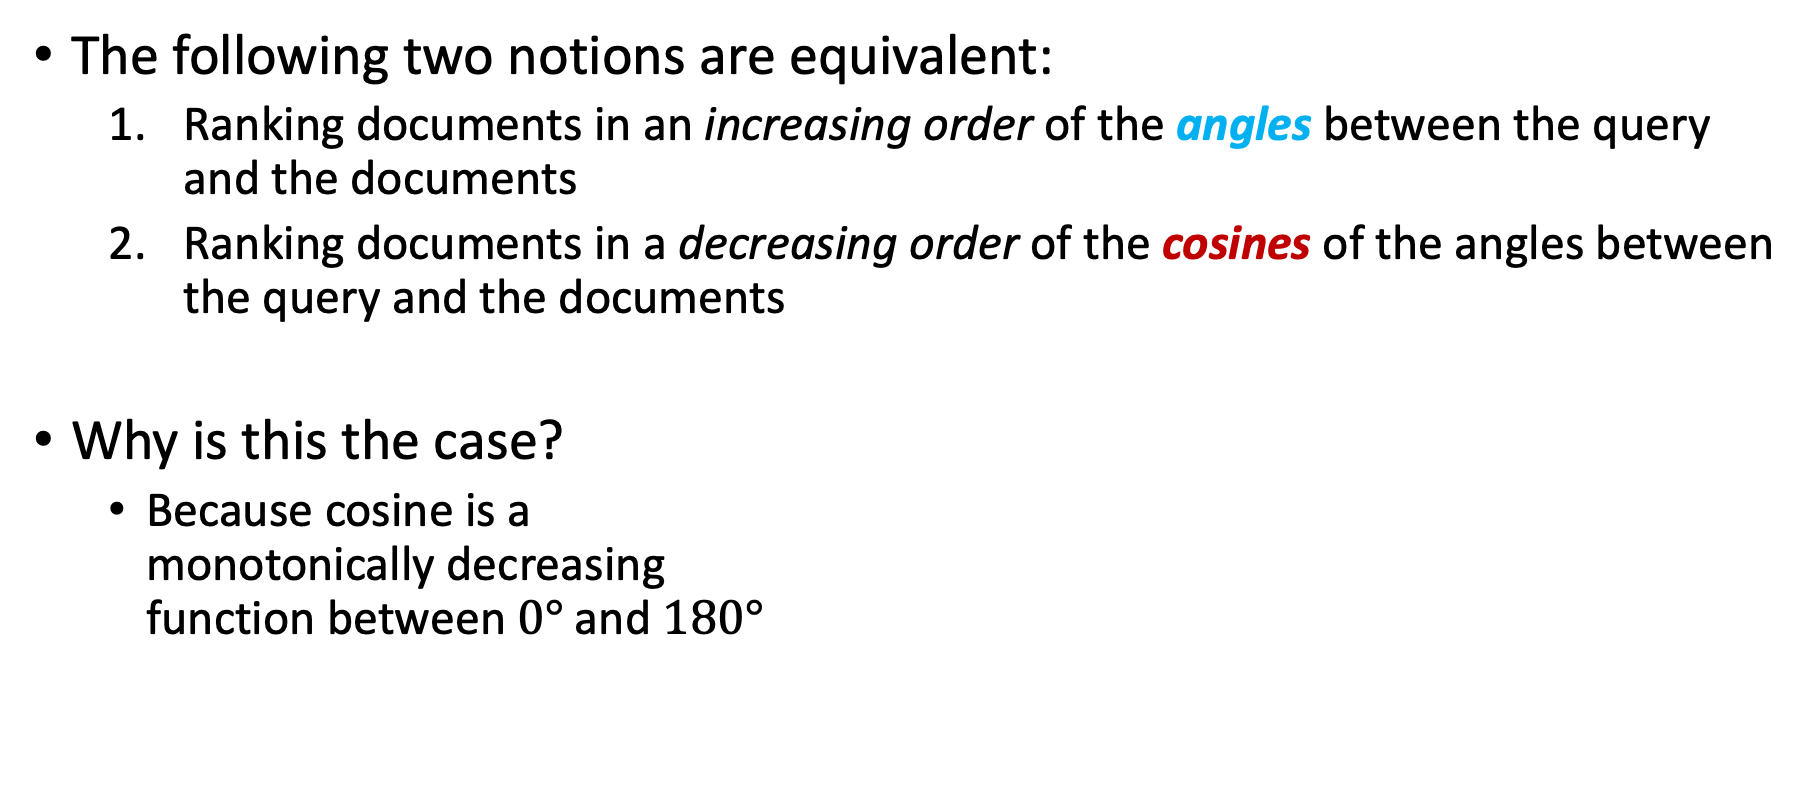 • The following two notions are equivalent:
1. Ranking documents in an increasing order of the angles between the query
and the documents
2. Ranking documents in a decreasing order of the cosines of the angles between
the query and the documents
• Why is this the case?
• Because cosine is a
monotonically decreasing
function between 0° and 180°